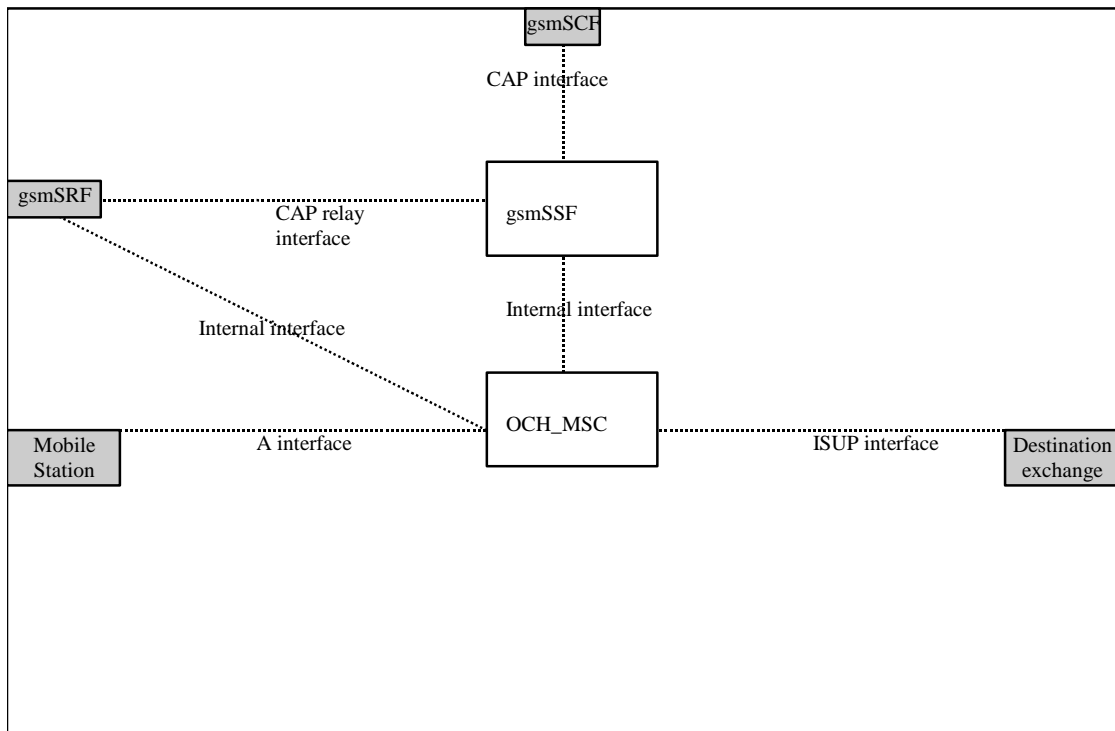 gsmSCF
CAP interface
gsmSRF
CAP relay
interface
gsmSSF
Internal interface
Internal interface
OCH_MSC
Mobile
Station
A interface
ISUP interface
Destination
exchange